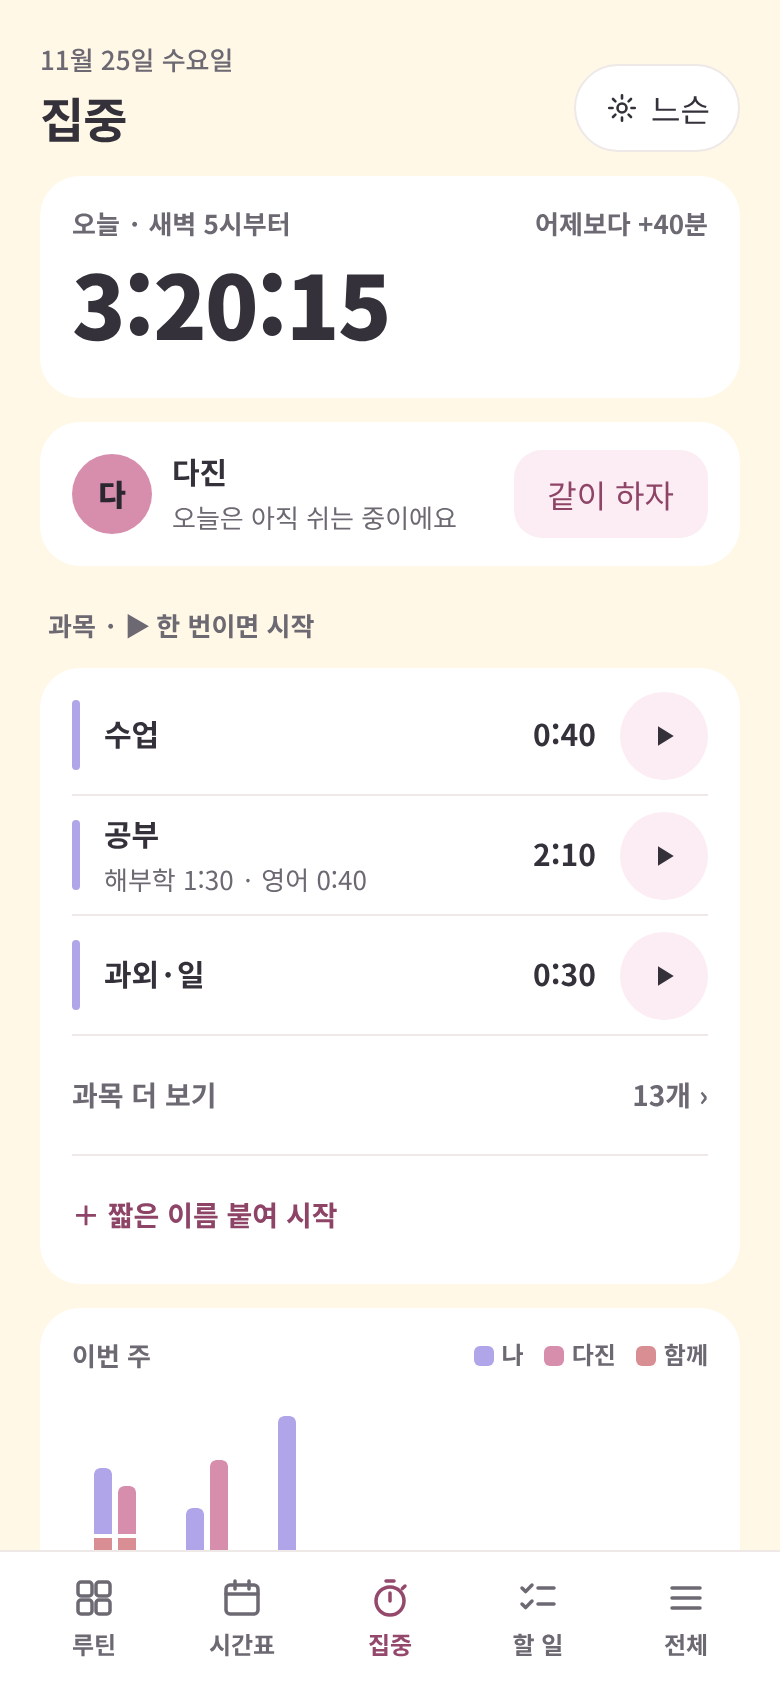 11월 25일 수요일
집중
느슨
오늘 · 새벽 5시부터
어제보다 +40분
3:20:15
다
다진
오늘은 아직 쉬는 중이에요
같이 하자
과목 · ▶ 한 번이면 시작
수업
0:40
공부
해부학 1:30 · 영어 0:40
2:10
과외·일
0:30
과목 더 보기
13개 ›
+ 짧은 이름 붙여 시작
이번 주
나
다진
함께
루틴
시간표
집중
할 일
전체